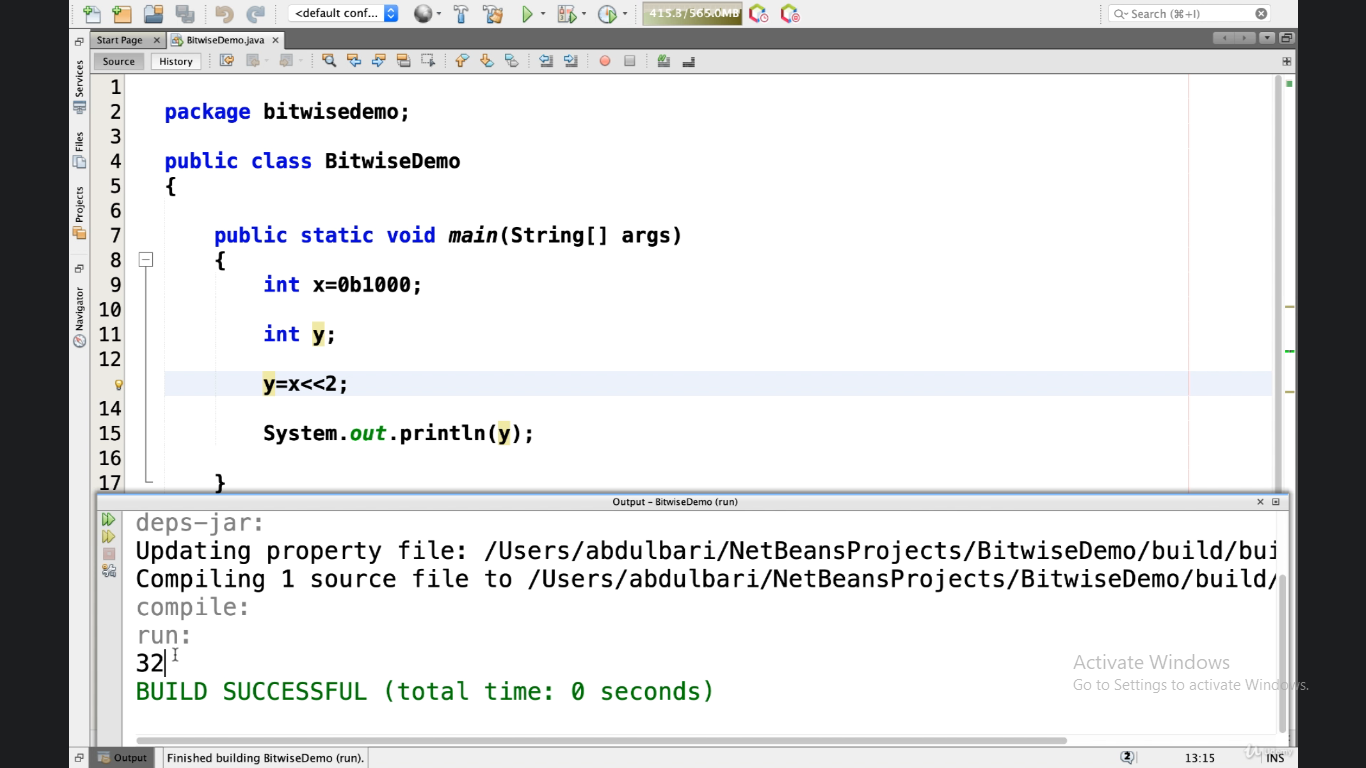 <default conf...
415.3/565.0MB
Search (⌘+I)
Start Page
BitwiseDemo.java
Source
History
Services
Files
Projects
Navigator
1
2 package bitwisedemo;
3
4 public class BitwiseDemo
5 {
6
7 public static void main(String[] args)
8 {
9 int x=0b1000;
10
11 int y;
12
y=x<<2;
14
15 System.out.println(y);
16
17 }
Output - BitwiseDemo (run)
deps-jar:
Updating property file: /Users/abdulbari/NetBeansProjects/BitwiseDemo/build/bui
Compiling 1 source file to /Users/abdulbari/NetBeansProjects/BitwiseDemo/build/
compile:
run:
32
BUILD SUCCESSFUL (total time: 0 seconds)
Activate Windows
Go to Settings to activate Windows.
Output
Finished building BitwiseDemo (run).
2
13:15
INS